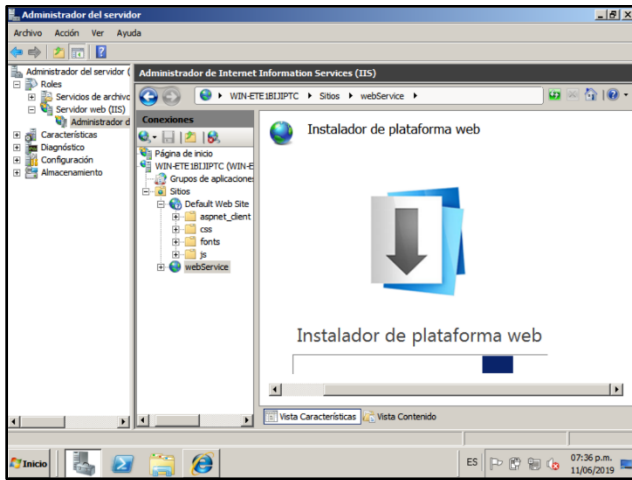 Administrador del servidor
Archivo Acción Ver Ayuda
Administrador del servidor (
Roles
Servicios de archivo
Servidor web (IIS)
Administrador d
Características
Diagnóstico
Configuración
Almacenamiento
Administrador de Internet Information Services (IIS)
WIN-ETE1BIJIPTC Sitios webService
Conexiones
Página de inicio
WIN-ETE1BIJIPTC (WIN-E
Grupos de aplicaciones
Sitios
Default Web Site
aspnet_client
css
fonts
js
webService
Instalador de plataforma web
Instalador de plataforma web
Vista Características Vista Contenido
Inicio
ES
07:36 p.m.
11/06/2019